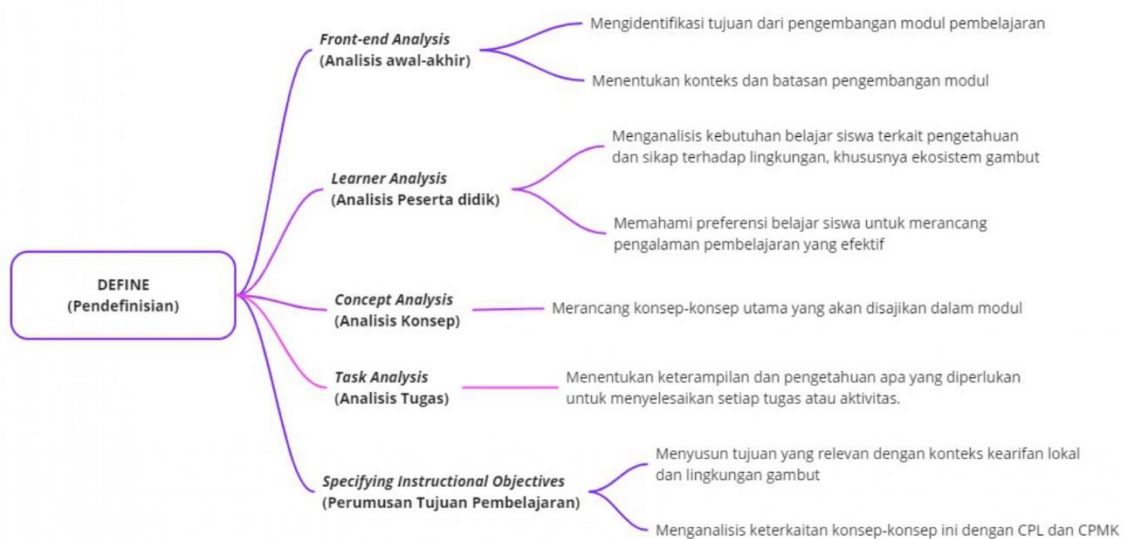 Front-end Analysis
(Analisis awal-akhir)
Mengidentifikasi tujuan dari pengembangan modul pembelajaran
Menentukan konteks dan batasan pengembangan modul
Learner Analysis
(Analisis Peserta didik)
Menganalisis kebutuhan belajar siswa terkait pengetahuan
dan sikap terhadap lingkungan, khususnya ekosistem gambut
Memahami preferensi belajar siswa untuk merancang
pengalaman pembelajaran yang efektif
DEFINE
(Pendefinisian)
Concept Analysis
(Analisis Konsep)
Merancang konsep-konsep utama yang akan disajikan dalam modul
Task Analysis
(Analisis Tugas)
Menentukan keterampilan dan pengetahuan apa yang diperlukan
untuk menyelesaikan setiap tugas atau aktivitas.
Specifying Instructional Objectives
(Perumusan Tujuan Pembelajaran)
Menyusun tujuan yang relevan dengan konteks kearifan lokal
dan lingkungan gambut
Menganalisis keterkaitan konsep-konsep ini dengan CPL dan CPMK